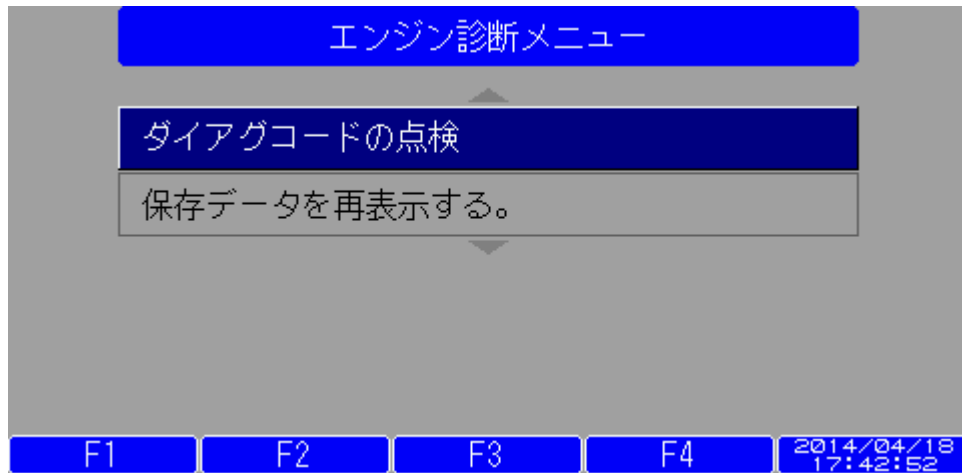 エンジン診断メニュー
ダイアグコードの点検
保存データを再表示する。
F1 F2 F3 F4 2014/04/18
17:42:52